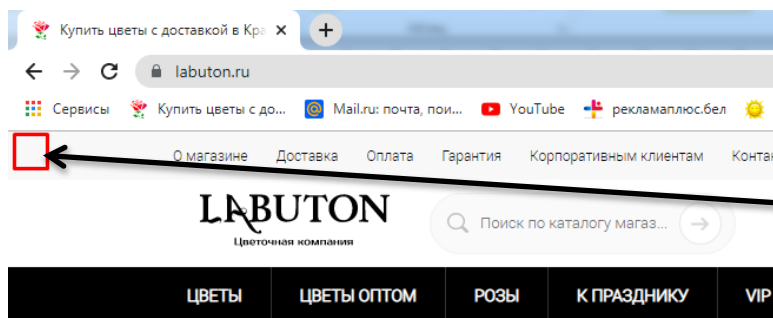 Купить цветы с доставкой в Кра
labuton.ru
Сервисы Купить цветы с до... Mail.ru: почта, пои... YouTube рекламаплюс.бел
О магазине Доставка Оплата Гарантия Корпоративным клиентам Контак
LABUTON
Цветочная компания
Поиск по каталогу магаз...
ЦВЕТЫ ЦВЕТЫ ОПТОМ РОЗЫ К ПРАЗДНИКУ VIP